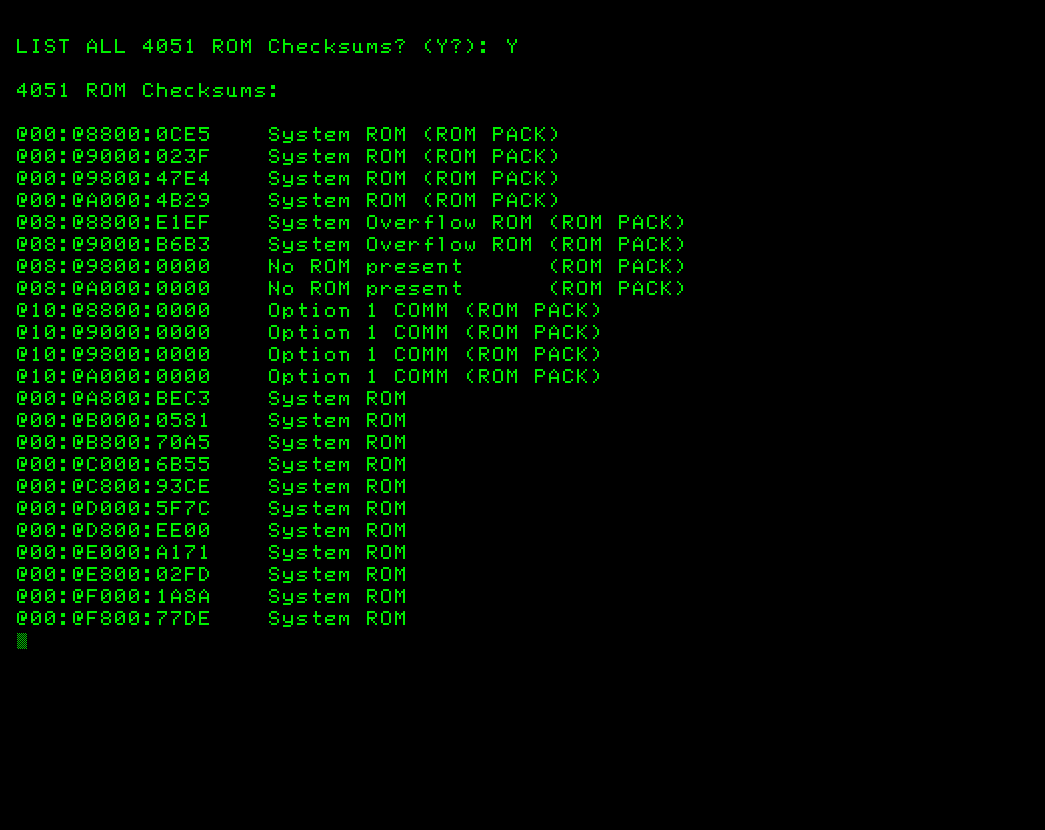 LIST ALL 4051 ROM Checksums? (Y?): Y
4051 ROM Checksums:
@00:@8800:0CE5    System ROM (ROM PACK)
@00:@9000:023F    System ROM (ROM PACK)
@00:@9800:47E4    System ROM (ROM PACK)
@00:@A000:4B29    System ROM (ROM PACK)
@08:@8800:E1EF    System Overflow ROM (ROM PACK)
@08:@9000:B6B3    System Overflow ROM (ROM PACK)
@08:@9800:0000    No ROM present      (ROM PACK)
@08:@A000:0000    No ROM present      (ROM PACK)
@10:@8800:0000    Option 1 COMM (ROM PACK)
@10:@9000:0000    Option 1 COMM (ROM PACK)
@10:@9800:0000    Option 1 COMM (ROM PACK)
@10:@A000:0000    Option 1 COMM (ROM PACK)
@00:@A800:BEC3    System ROM
@00:@B000:0581    System ROM
@00:@B800:70A5    System ROM
@00:@C000:6B55    System ROM
@00:@C800:93CE    System ROM
@00:@D000:5F7C    System ROM
@00:@D800:EE00    System ROM
@00:@E000:A171    System ROM
@00:@E800:02FD    System ROM
@00:@F000:1A8A    System ROM
@00:@F800:77DE    System ROM